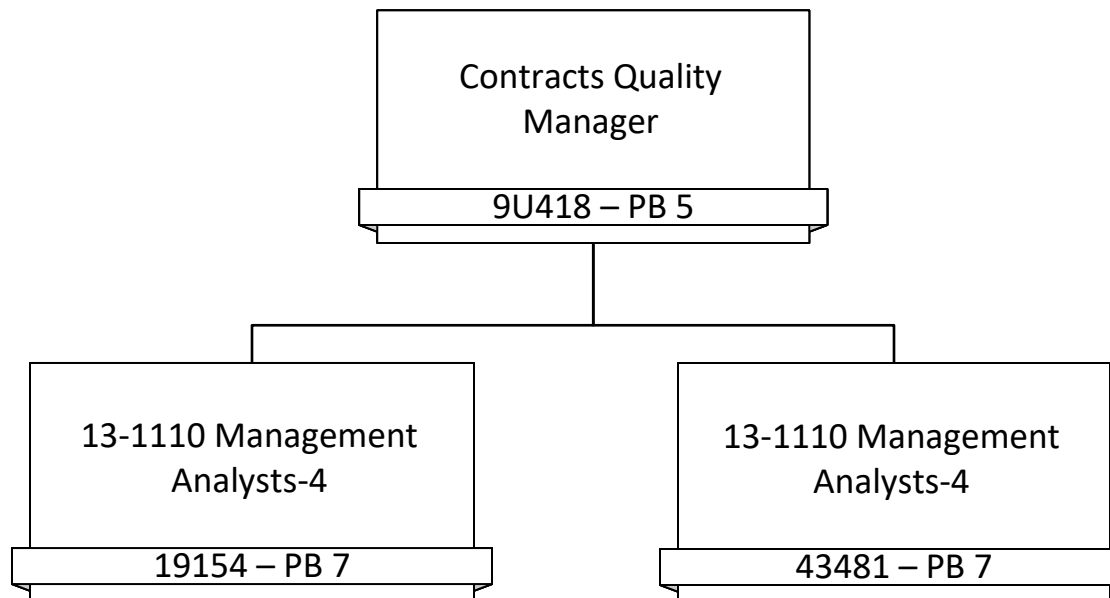 Contracts Quality
Manager
9U418 – PB 5
13-1110 Management
Analysts-4
19154 – PB 7
13-1110 Management
Analysts-4
43481 – PB 7